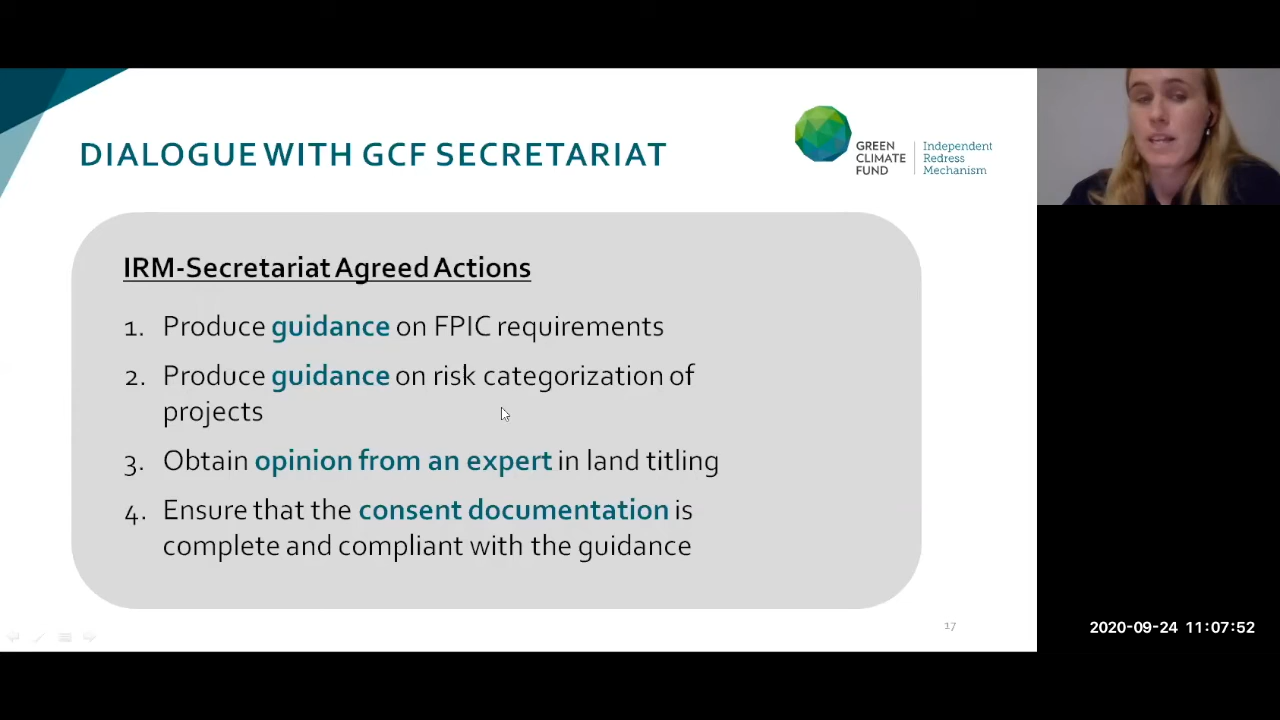 DIALOGUE WITH GCF SECRETARIAT
GREEN
CLIMATE
FUND
Independent
Redress
Mechanism
IRM-Secretariat Agreed Actions
1. Produce guidance on FPIC requirements
2. Produce guidance on risk categorization of
projects
3. Obtain opinion from an expert in land titling
4. Ensure that the consent documentation is
complete and compliant with the guidance
17
2020-09-24 11:07:52